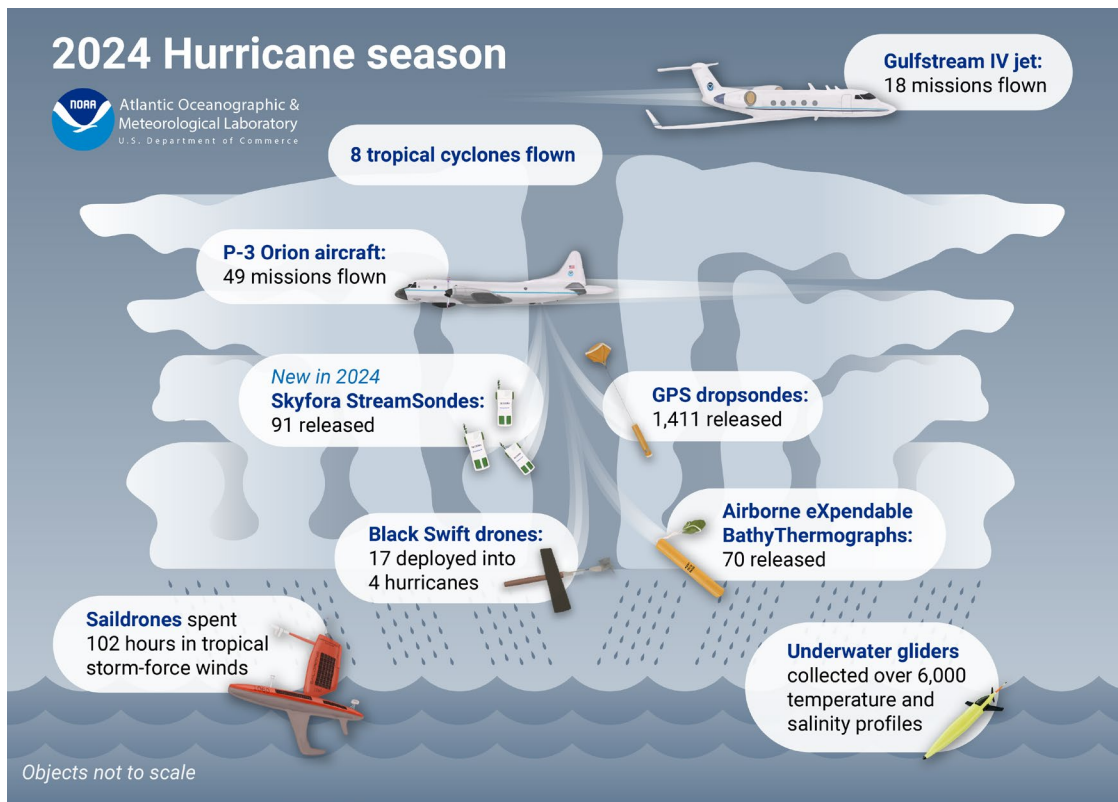 2024 Hurricane season
NOAA
Atlantic Oceanographic &
Meteorological Laboratory
U.S. Department of Commerce
Gulfstream IV jet:
18 missions flown
8 tropical cyclones flown
P-3 Orion aircraft:
49 missions flown
New in 2024
Skyfora StreamSondes:
91 released
GPS dropsondes:
1,411 released
Black Swift drones:
17 deployed into
4 hurricanes
Airborne eXpendable
BathyThermographs:
70 released
Saildrones spent
102 hours in tropical
storm-force winds
Underwater gliders
collected over 6,000
temperature and
salinity profiles
Objects not to scale